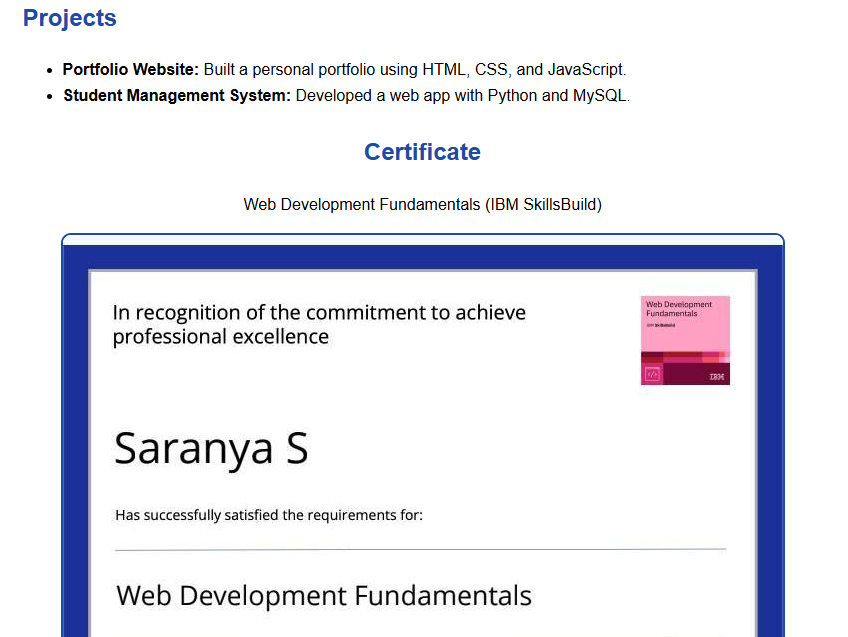 Projects
Portfolio Website: Built a personal portfolio using HTML, CSS, and JavaScript.
Student Management System: Developed a web app with Python and MySQL.
Certificate
Web Development Fundamentals (IBM SkillsBuild)
In recognition of the commitment to achieve
professional excellence
Web Development
Fundamentals
IBM SkillsBuild
</>
IBM
Saranya S
Has successfully satisfied the requirements for:
Web Development Fundamentals